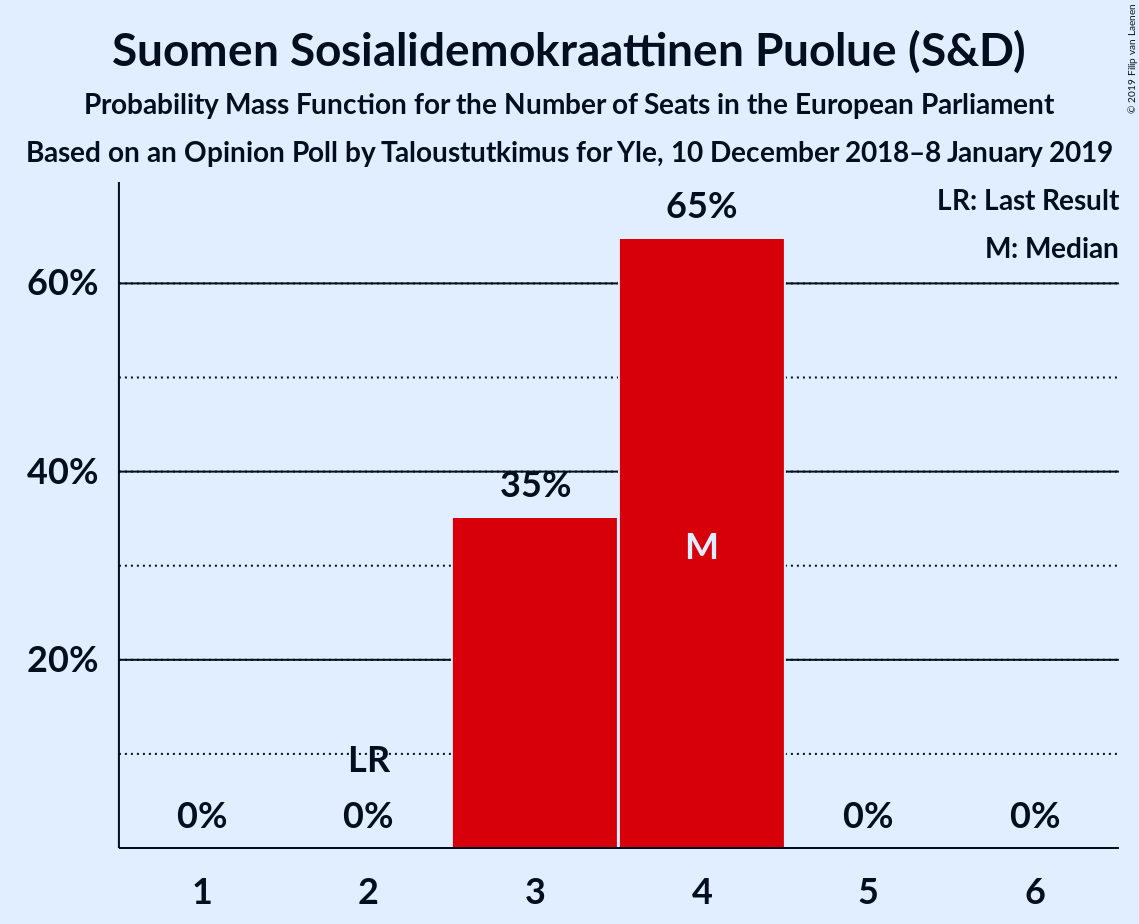 Suomen Sosialidemokraattinen Puolue (S&D)
Probability Mass Function for the Number of Seats in the European Parliament
Based on an Opinion Poll by Taloustutkimus for Yle, 10 December 2018–8 January 2019
© 2019 Filip van Laenen
LR: Last Result
M: Median
65%
60%
40%
35%
M
20%
LR
0% 0% 0% 0%
1 2 3 4 5 6